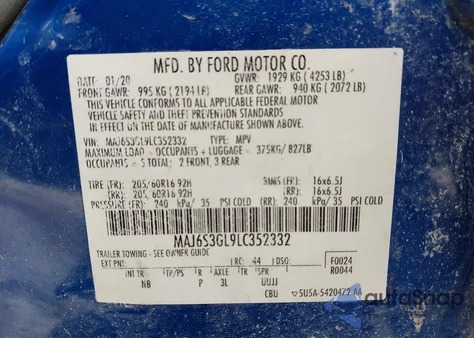 MFD. BY FORD MOTOR CO.
DATE: 01/20 GVWR: 1929 KG ( 4253 LB)
FRONT GAWR: 995 KG ( 2194 LB) REAR GAWR: 940 KG ( 2072 LB)
THIS VEHICLE CONFORMS TO ALL APPLICABLE FEDERAL MOTOR
VEHICLE SAFETY AND THEFT PREVENTION STANDARDS
IN EFFECT ON THE DATE OF MANUFACTURE SHOWN ABOVE.
VIN: MAJ6S3GL9LC352332 TYPE: MPV
MAXIMUM LOAD = OCCUPANTS + LUGGAGE = 375KG/827LB
OCCUPANTS = 5 TOTAL: 2 FRONT, 3 REAR
TIRE (FR): 205/60R16 92H RIMS (FR): 16x6.5J
(RR): 205/60R16 92H (RR): 16x6.5J
PRESSURE (FR): 240 kPa/ 35 PSI COLD (RR): 240 kPa/ 35 PSI COLD
MAJ6S3GL9LC352332
TRAILER TOWING - SEE OWNER GUIDE
EXT PNT: RC: 44 DSO: F0024
R0044
INT TR TP/PS R AXLE TR SPR
NB P 3L UUJJ
CBU 5U5A-5420472-AA
AutoSnap